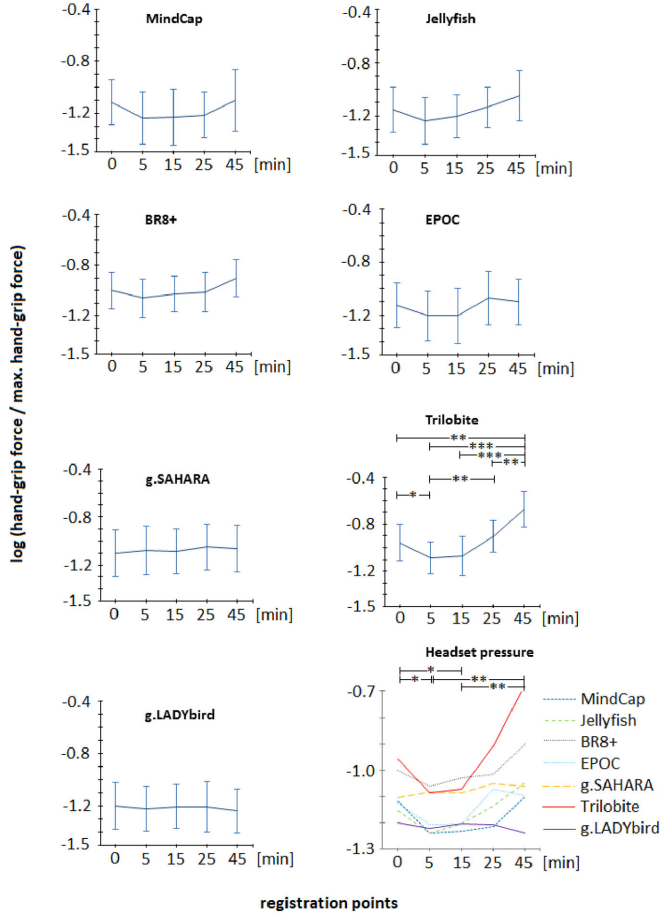 MindCap
-0.4
-0.8
-1.2
-1.5
0 5 15 25 45 [min]
Jellyfish
-0.4
-0.8
-1.2
-1.5
0 5 15 25 45 [min]
BR8+
-0.4
-0.8
-1.2
-1.5
0 5 15 25 45 [min]
EPOC
-0.4
-0.8
-1.2
-1.5
0 5 15 25 45 [min]
log (hand-grip force / max. hand-grip force)
g.SAHARA
-0.4
-0.8
-1.2
-1.5
0 5 15 25 45 [min]
Trilobite
**
***
***
**
**
*
-0.4
-0.8
-1.2
-1.5
0 5 15 25 45 [min]
g.LADYbird
-0.4
-0.8
-1.2
-1.5
0 5 15 25 45 [min]
Headset pressure
*
* **
**
-0.7
-1.0
-1.3
0 5 15 25 45 [min]
MindCap
Jellyfish
BR8+
EPOC
g.SAHARA
Trilobite
g.LADYbird
registration points